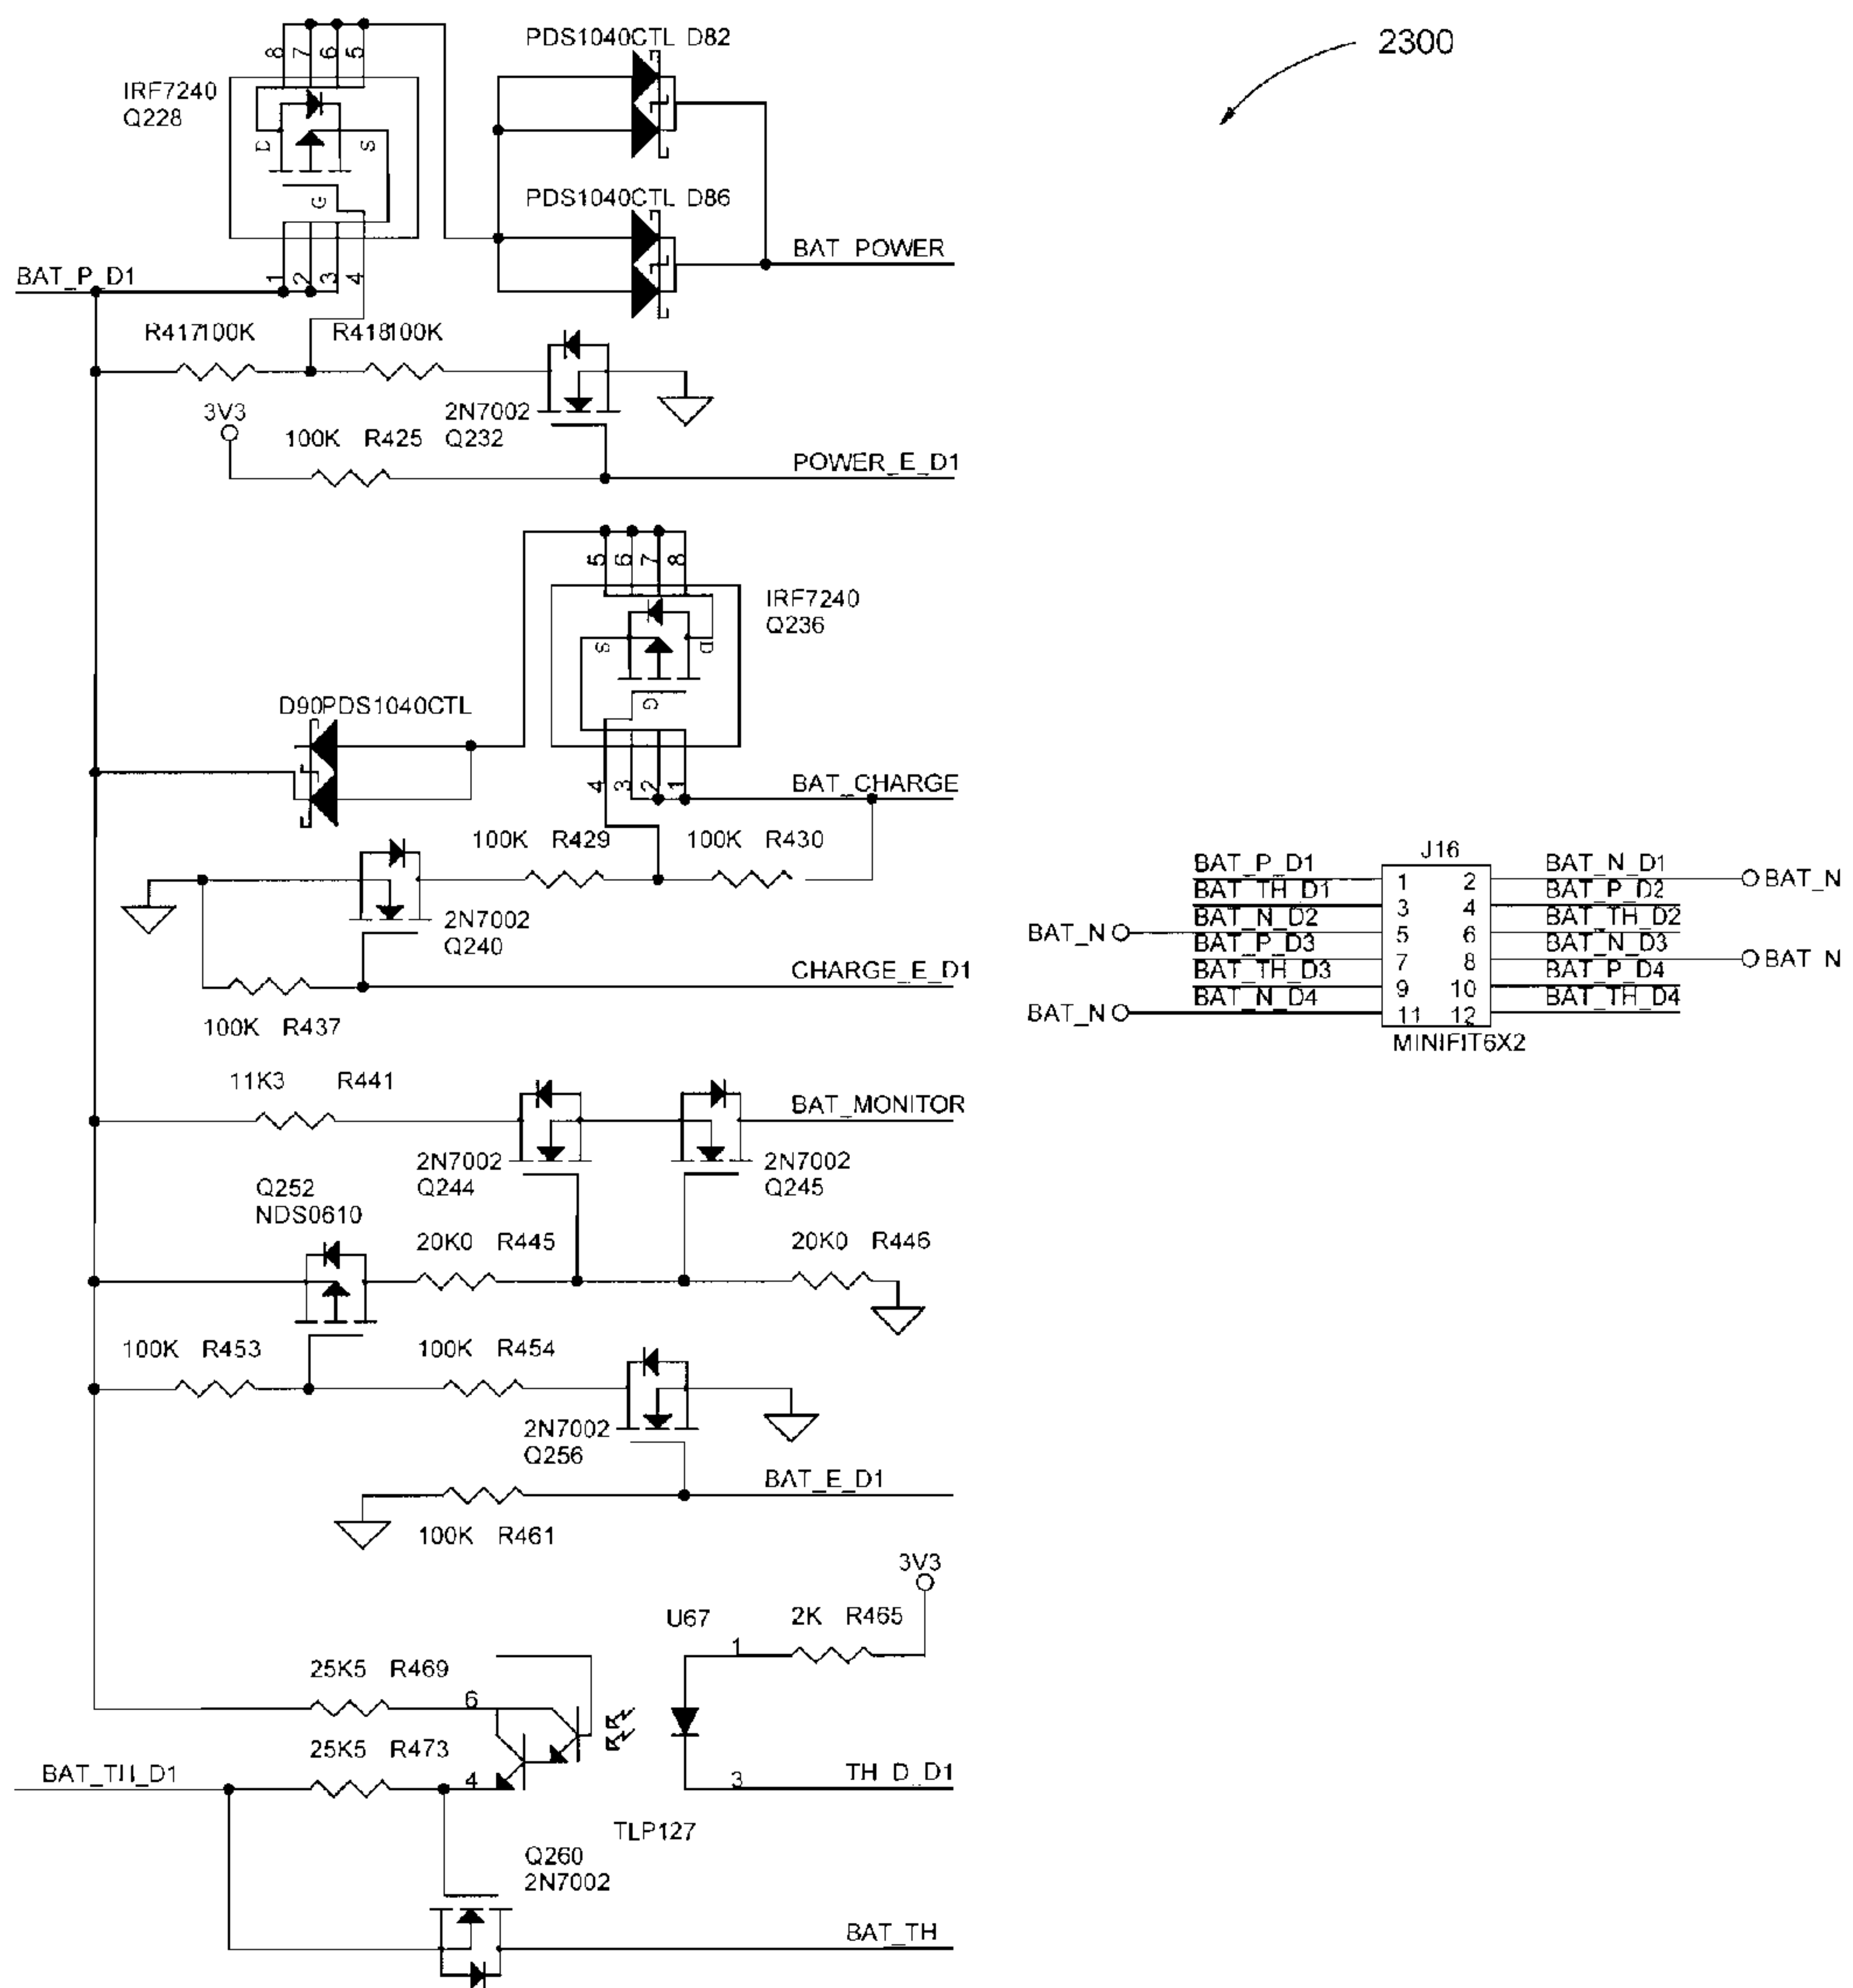 PDS1040CTL D82
2300
8 7 6 5
IRF7240
Q228
D S
G
PDS1040CTL D86
BAT POWER
BAT_P_D1
1 2 3 4
R417100K R418100K
3V3
2N7002
100K R425 Q232
POWER_E_D1
5 6 7 8
IRF7240
Q236
S D
G
D90PDS1040CTL
4 3 2 1
BAT_CHARGE
100K R429 100K R430
2N7002
Q240
CHARGE_E_D1
100K R437
J16
BAT_P_D1 1 2 BAT_N_D1 BAT_N
BAT_TH_D1 3 4 BAT_P_D2
BAT_N BAT_N_D2 5 6 BAT_TH_D2
BAT_P_D3 7 8 BAT_N_D3 BAT_N
BAT_TH_D3 9 10 BAT_P_D4
BAT_N BAT_N_D4 11 12 BAT_TH_D4
MINIFIT6X2
11K3 R441
BAT_MONITOR
2N7002
Q244
2N7002
Q245
Q252
NDS0610
20K0 R445 20K0 R446
100K R453 100K R454
2N7002
Q256
BAT_E_D1
100K R461
3V3
U67 2K R465
1
25K5 R469 6
25K5 R473
BAT_TH_D1 4
3 TH D_D1
TLP127
Q260
2N7002
BAT_TH